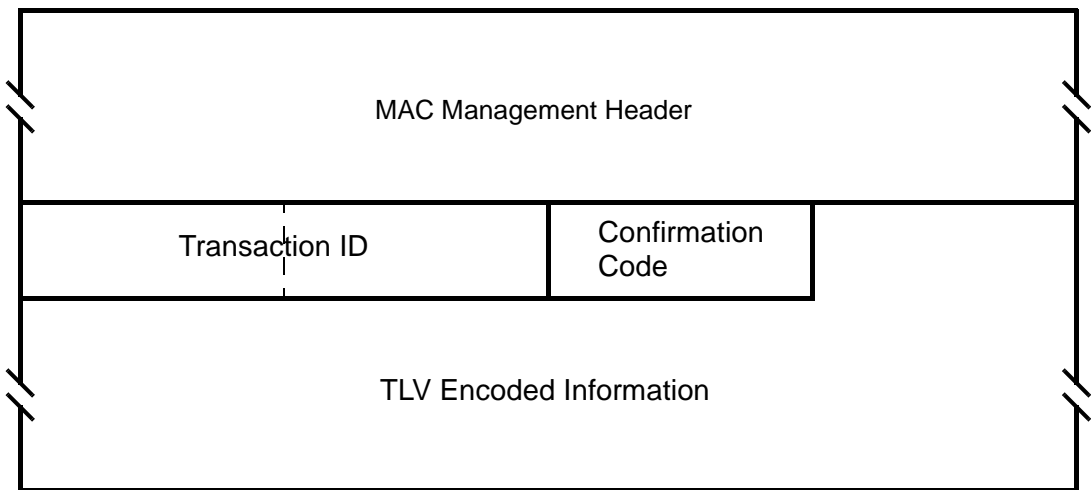 MAC Management Header
Transaction ID
Confirmation
Code
TLV Encoded Information